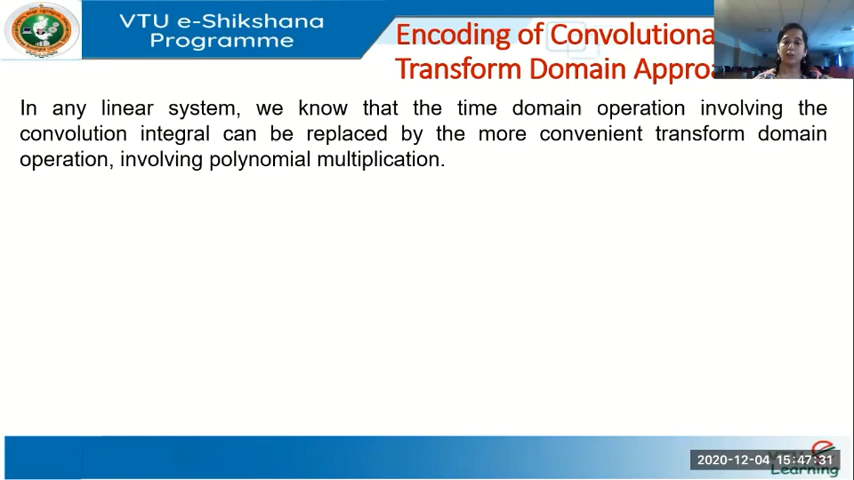 VTU e-Shikshana
Programme
Encoding of Convolutiona
Transform Domain Approa
In any linear system, we know that the time domain operation involving the
convolution integral can be replaced by the more convenient transform domain
operation, involving polynomial multiplication.
2020-12-04 15:47:31
Learning